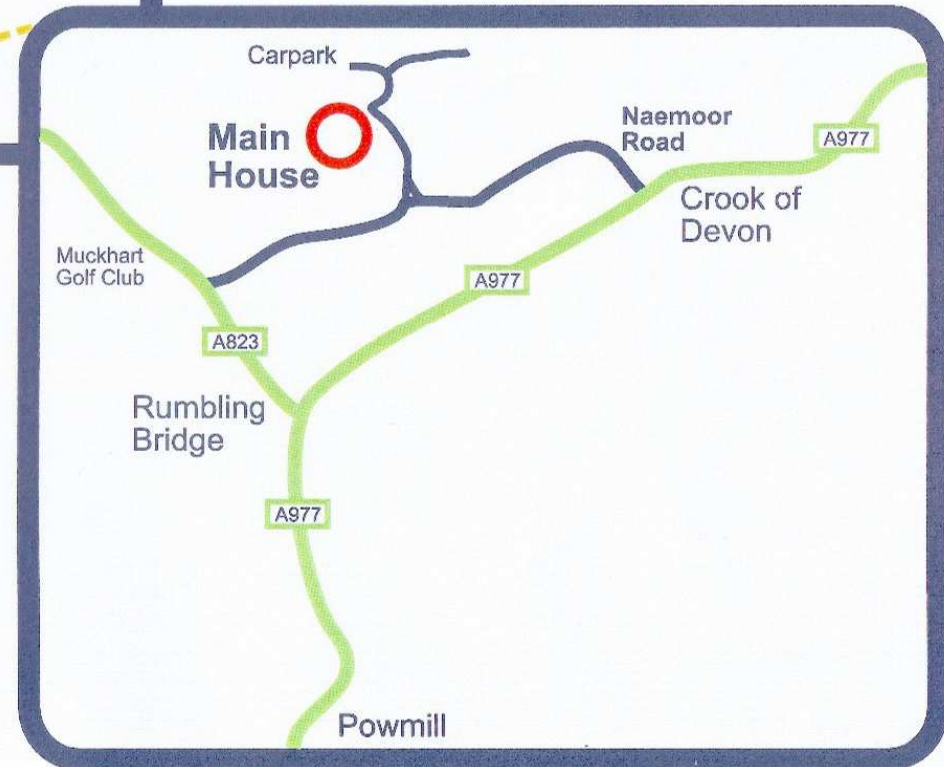 Carpark
Main
House
Naemoor
Road
A977
Crook of
Devon
Muckhart
Golf Club
A977
A823
Rumbling
Bridge
A977
Powmill